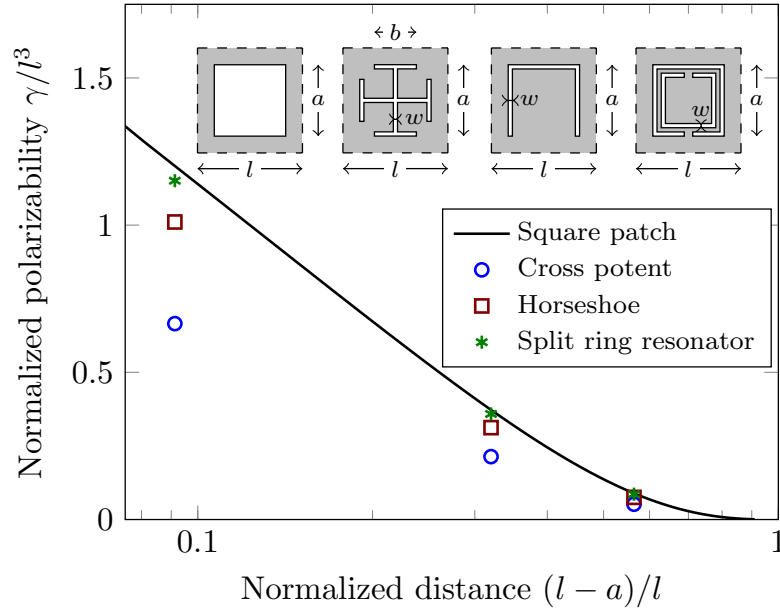 Normalized polarizability γ/l³
1.5
1
0.5
0
0.1
1
Normalized distance (l − a)/l
b
a
l
w
a
l
w
a
l
w
a
l
Square patch
Cross potent
Horseshoe
Split ring resonator